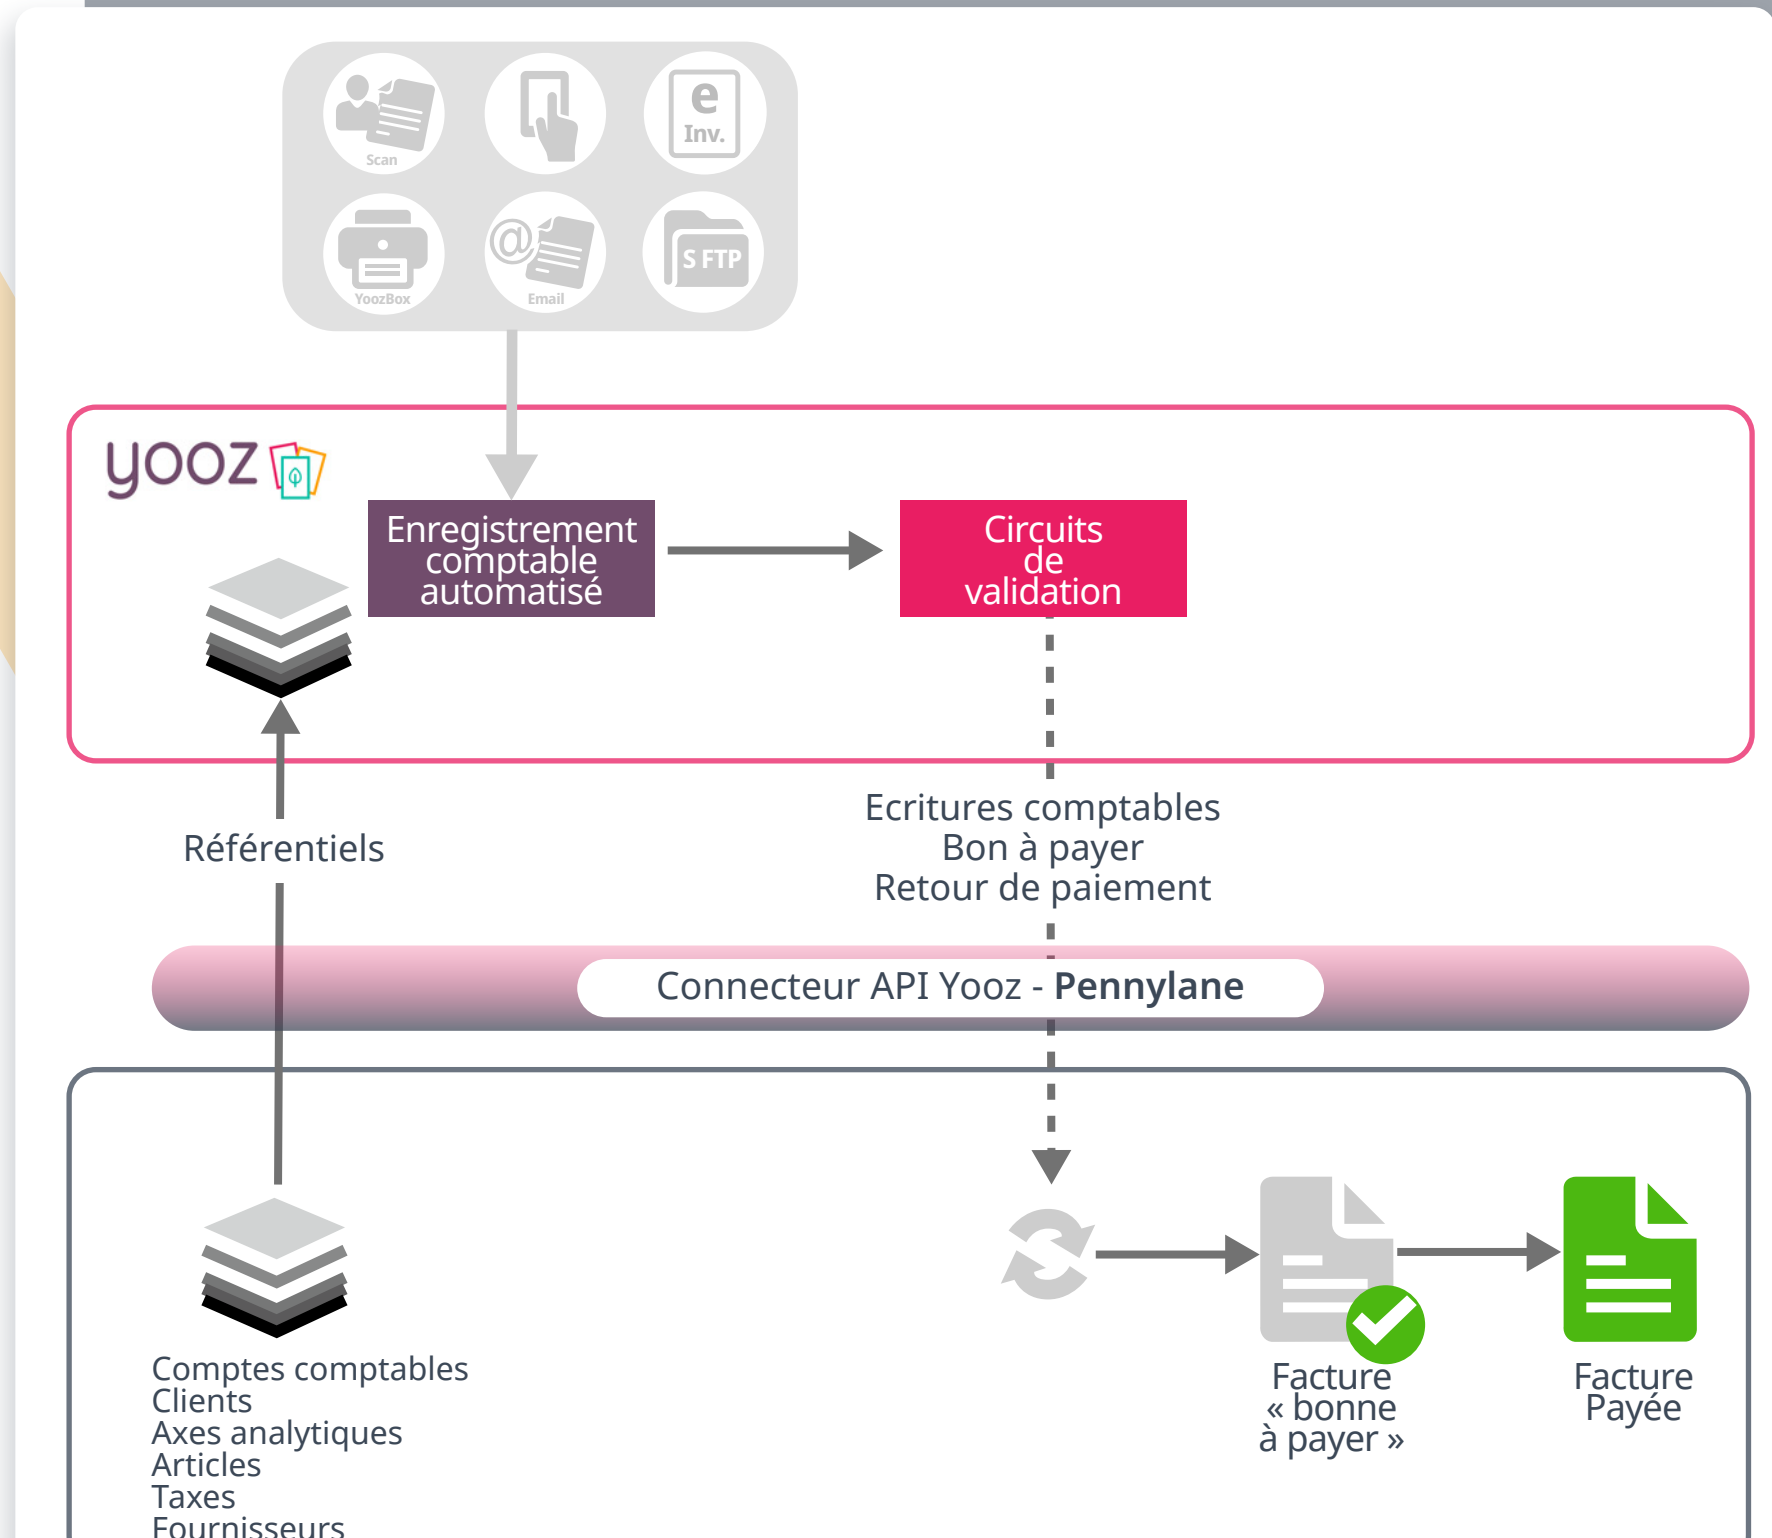 Scan
e
Inv.
YoozBox
@
Email
S FTP
yooz
Enregistrement
comptable
automatisé
Circuits
de
validation
Référentiels
Ecritures comptables
Bon à payer
Retour de paiement
Connecteur API Yooz - Pennylane
Comptes comptables
Clients
Axes analytiques
Articles
Taxes
Fournisseurs
Facture
« bonne
à payer »
Facture
Payée